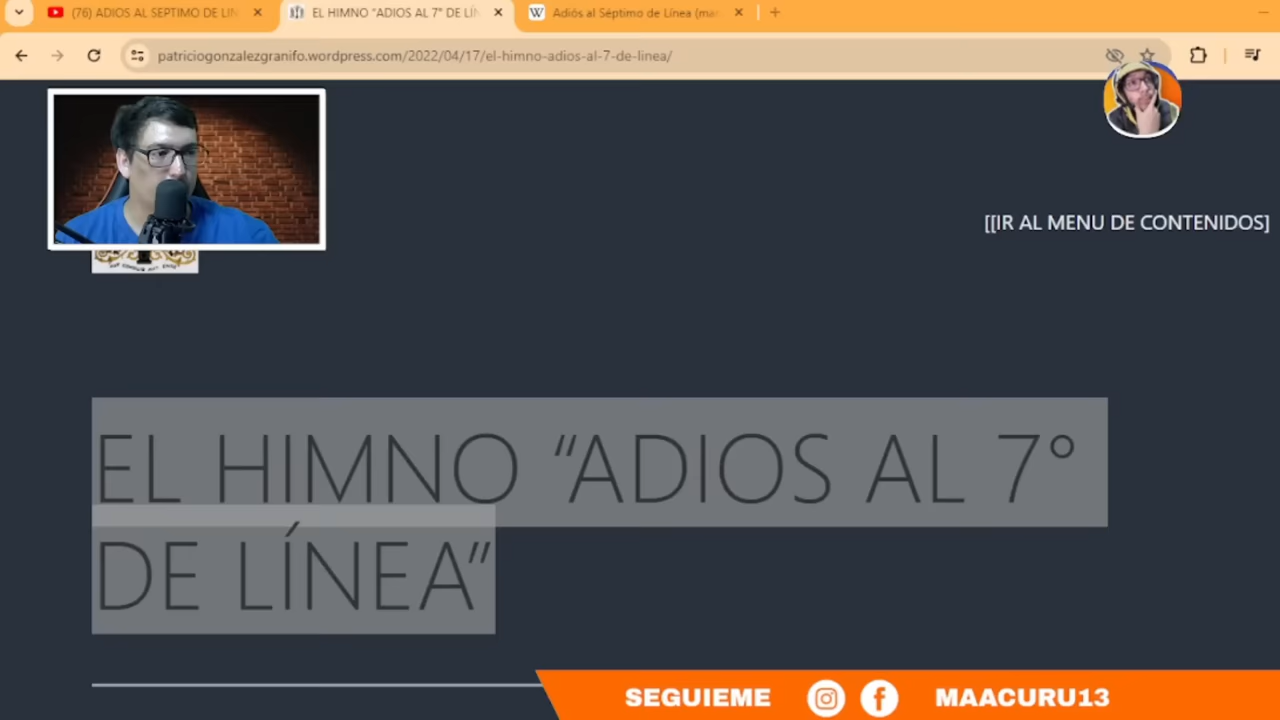 (76) ADIOS AL SEPTIMO DE LIN
EL HIMNO “ADIOS AL 7° DE LÍN
W
Adiós al Séptimo de Línea (mar
patriciogonzalezgranifo.wordpress.com/2022/04/17/el-himno-adios-al-7-de-linea/
[[IR AL MENU DE CONTENIDOS]
EL HIMNO “ADIOS AL 7°
DE LÍNEA”
SEGUIEME
MAACURU13